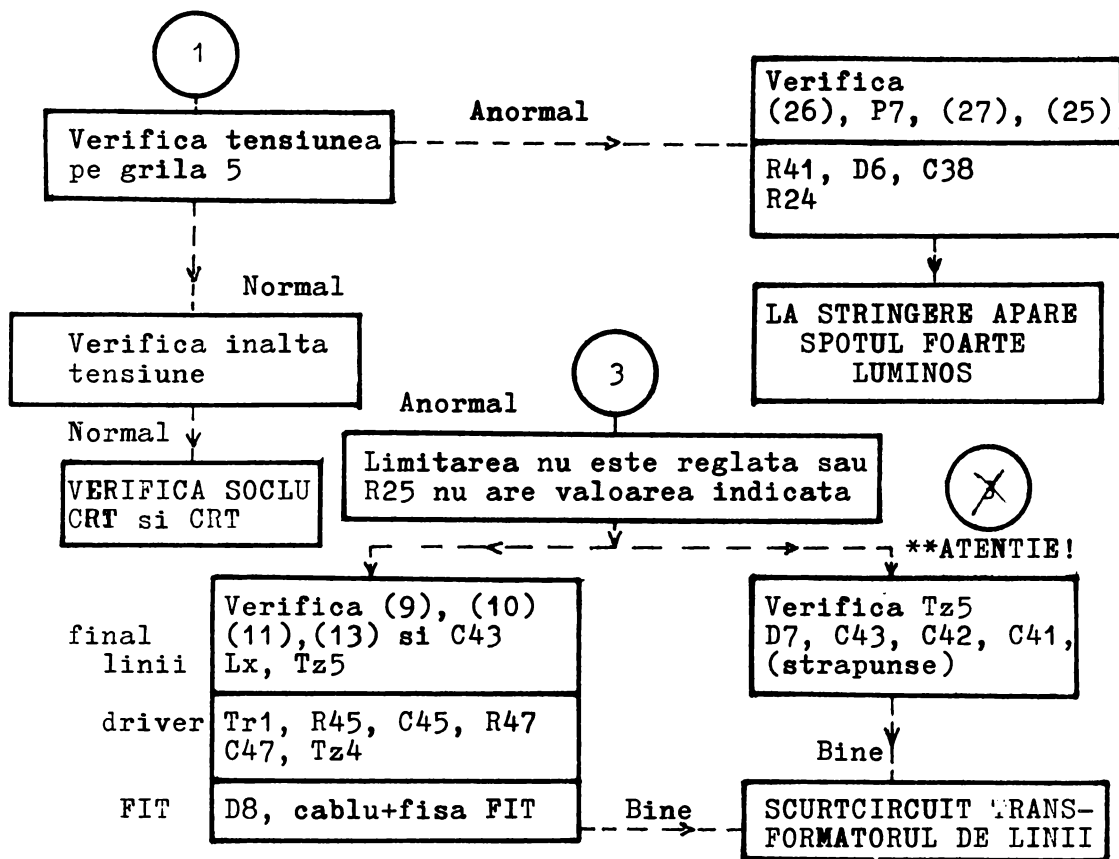 1
Verifica tensiunea
pe grila 5
Anormal
Verifica
(26), P7, (27), (25)
R41, D6, C38
R24
LA STRINGERE APARE
SPOTUL FOARTE
LUMINOS
Normal
Verifica inalta
tensiune
Normal
VERIFICA SOCLU
CRT si CRT
3
Anormal
Limitarea nu este reglata sau
R25 nu are valoarea indicata
**ATENTIE!
final
linii
Verifica (9), (10)
(11),(13) si C43
Lx, Tz5
driver
Tr1, R45, C45, R47
C47, Tz4
FIT
D8, cablu+fisa FIT
Bine
Verifica Tz5
D7, C43, C42, C41,
(strapunse)
Bine
SCURTCIRCUIT TRANS-
FORMATORUL DE LINII